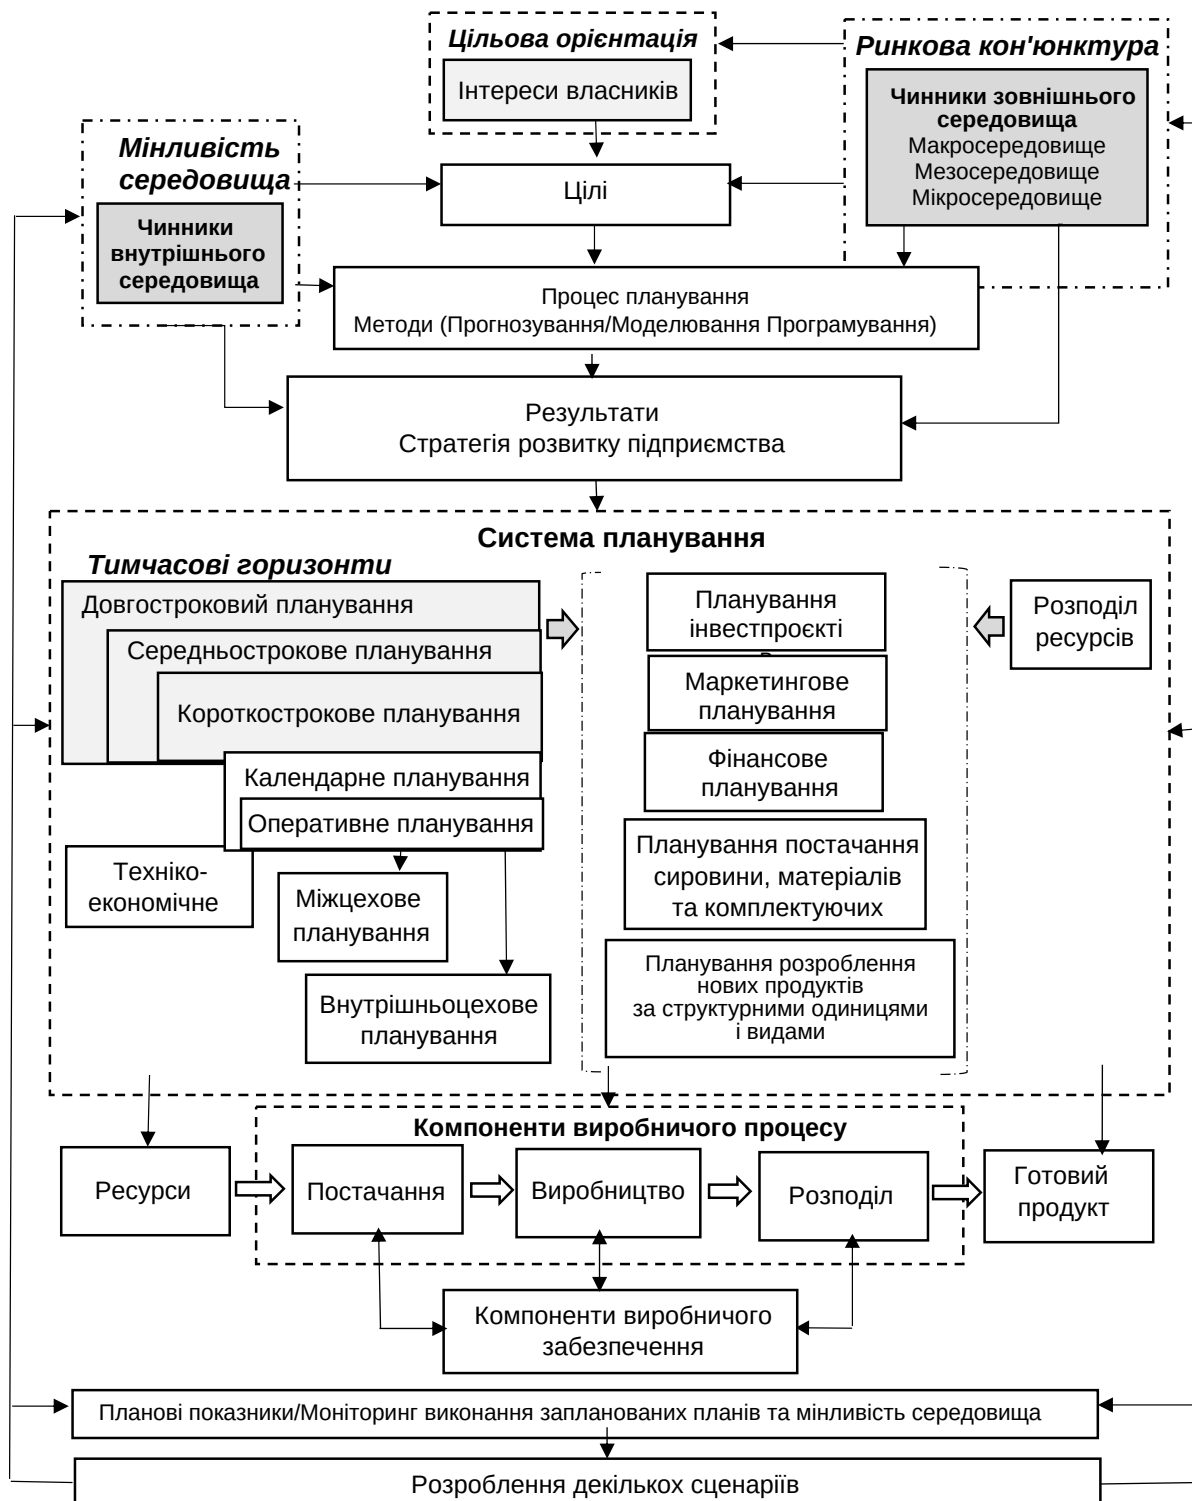 Цільова орієнтація
Інтереси власників
Ринкова кон'юнктура
Чинники зовнішнього
середовища
Макросередовище
Мезосередовище
Мікросередовище
Мінливість
середовища
Чинники
внутрішнього
середовища
Цілі
Процес планування
Методи (Прогнозування/Моделювання Програмування)
Результати
Стратегія розвитку підприємства
Система планування
Тимчасові горизонти
Довгостроковий планування
Середньострокове планування
Короткострокове планування
Календарне планування
Оперативне планування
Техніко-
економічне
Міжцехове
планування
Внутрішньоцехове
планування
Планування
інвестпроєкті
Маркетингове
планування
Фінансове
планування
Планування постачання
сировини, матеріалів
та комплектуючих
Планування розроблення
нових продуктів
за структурними одиницями
і видами
Розподіл
ресурсів
Компоненти виробничого процесу
Ресурси
Постачання
Виробництво
Розподіл
Готовий
продукт
Компоненти виробничого
забезпечення
Планові показники/Моніторинг виконання запланованих планів та мінливість середовища
Розроблення декількох сценаріїв